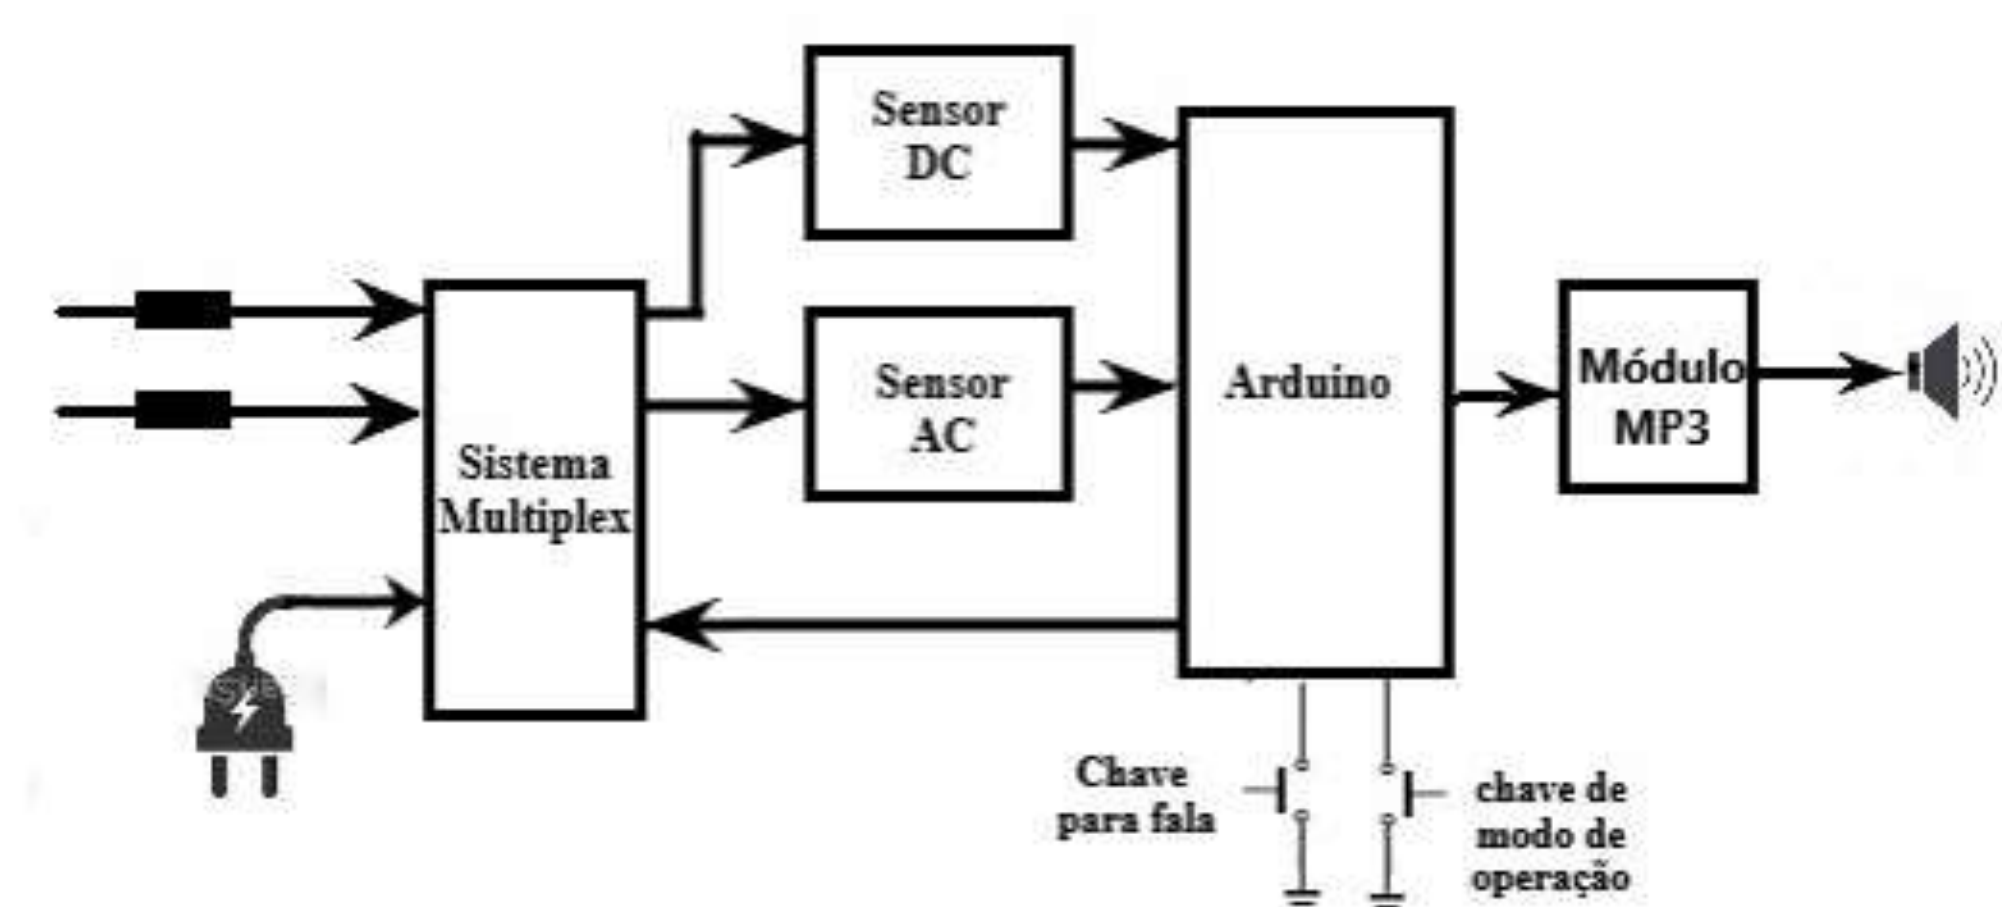 Sensor
DC
Sensor
AC
Sistema
Multiplex
Arduino
Módulo
MP3
Chave
para fala
chave de
modo de
operação